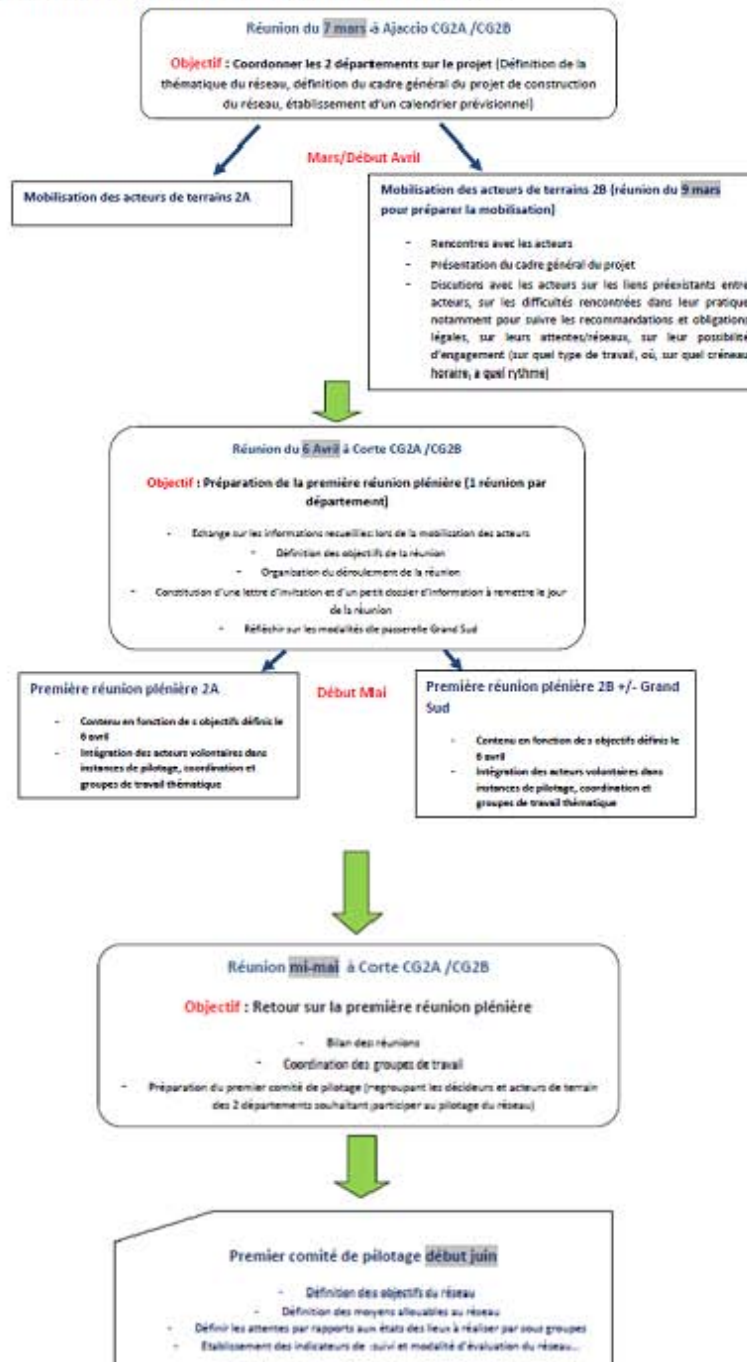 Réunion du 7 mars à Ajaccio CG2A /CG2B
Objectif : Coordonner les 2 départements sur le projet (Définition de la
thématique du réseau, définition du cadre général du projet de construction
du réseau, établissement d'un calendrier prévisionnel)
Mars/Début Avril
Mobilisation des acteurs de terrains 2A
Mobilisation des acteurs de terrains 2B (réunion du 9 mars
pour préparer la mobilisation)
- Rencontres avec les acteurs
- Présentation du cadre général du projet
- Discutions avec les acteurs sur les liens préexistants entre
acteurs, sur les difficultés rencontrées dans leur pratique
notamment pour suivre les recommandations et obligations
légales, sur leurs attentes/réseaux, sur leur possibilité
d'engagement (sur quel type de travail, où, sur quel créneau
horaire, a quel rythme)
Réunion du 6 Avril à Corte CG2A /CG2B
Objectif : Préparation de la première réunion plénière (1 réunion par
département)
- Echange sur les informations recueillies lors de la mobilisation des acteurs
- Définition des objectifs de la réunion
- Organisation du déroulement de la réunion
- Constitution d'une lettre d'invitation et d'un petit dossier d'information à remettre le jour
de la réunion
- Réfléchir sur les modalités de passerelle Grand Sud
Début Mai
Première réunion plénière 2A
- Contenu en fonction de s objectifs définis le
6 avril
- Intégration des acteurs volontaires dans
instances de pilotage, coordination et
groupes de travail thématique
Première réunion plénière 2B +/- Grand
Sud
- Contenu en fonction de s objectifs définis le
6 avril
- Intégration des acteurs volontaires dans
instances de pilotage, coordination et
groupes de travail thématique
Réunion mi-mai à Corte CG2A /CG2B
Objectif : Retour sur la première réunion plénière
- Bilan des réunions
- Coordination des groupes de travail
- Préparation du premier comité de pilotage (regroupant les décideurs et acteurs de terrain
des 2 départements souhaitant participer au pilotage du réseau)
Premier comité de pilotage début juin
- Définition des objectifs du réseau
- Définition des moyens allouables au réseau
- Définir les attentes par rapports aux états des lieux à réaliser par sous groupes
- Etablissement des indicateurs de suivi et modalité d'évaluation du réseau...